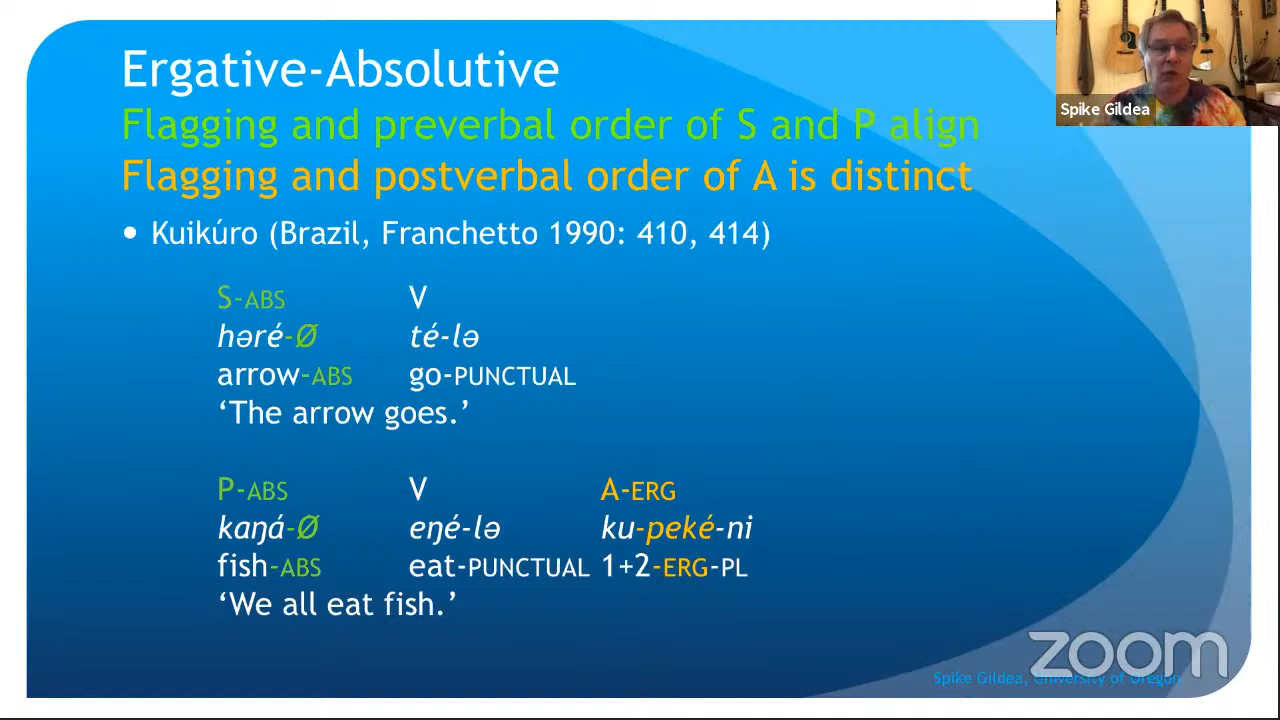 Ergative-Absolutive
Flagging and preverbal order of S and P align
Flagging and postverbal order of A is distinct
• Kuikúro (Brazil, Franchetto 1990: 410, 414)
S-ABS V
həré-Ø té-lə
arrow-ABS go-PUNCTUAL
‘The arrow goes.’
P-ABS V A-ERG
kaŋá-Ø eŋé-lə ku-peké-ni
fish-ABS eat-PUNCTUAL 1+2-ERG-PL
‘We all eat fish.’
Spike Gildea
zoom
Spike Gildea, University of Oregon